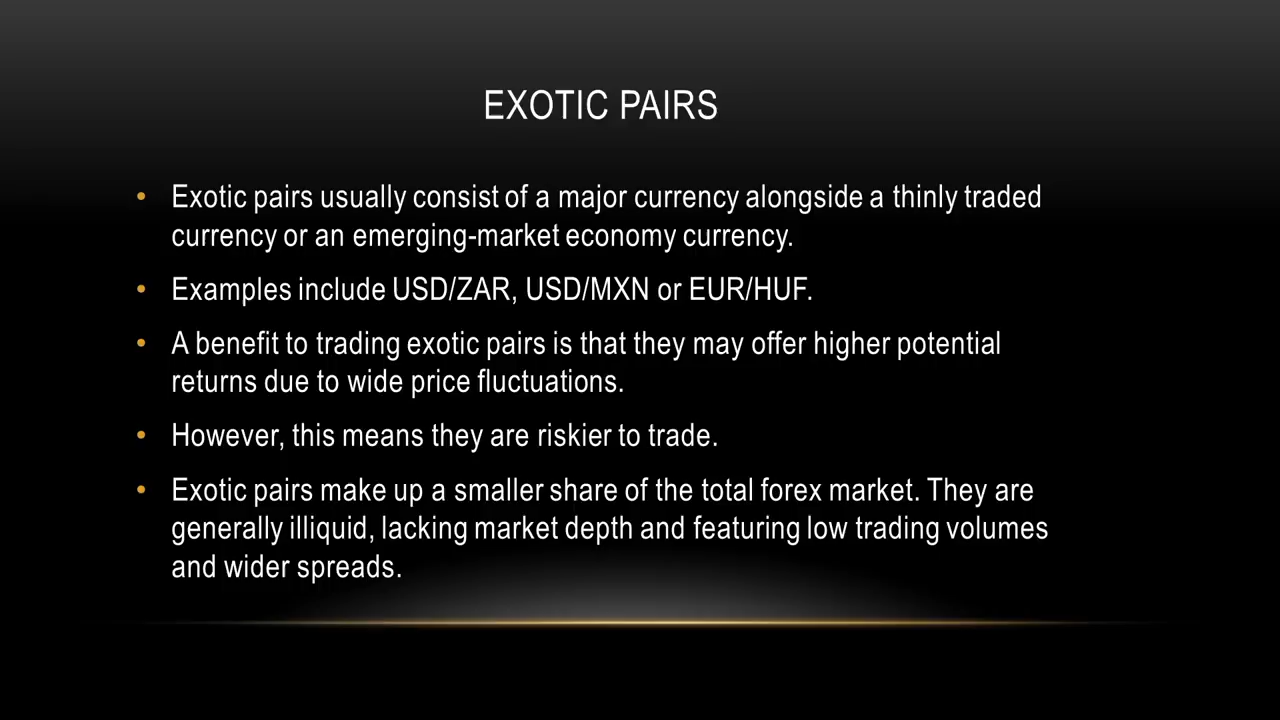 EXOTIC PAIRS
• Exotic pairs usually consist of a major currency alongside a thinly traded
currency or an emerging-market economy currency.
• Examples include USD/ZAR, USD/MXN or EUR/HUF.
• A benefit to trading exotic pairs is that they may offer higher potential
returns due to wide price fluctuations.
• However, this means they are riskier to trade.
• Exotic pairs make up a smaller share of the total forex market. They are
generally illiquid, lacking market depth and featuring low trading volumes
and wider spreads.